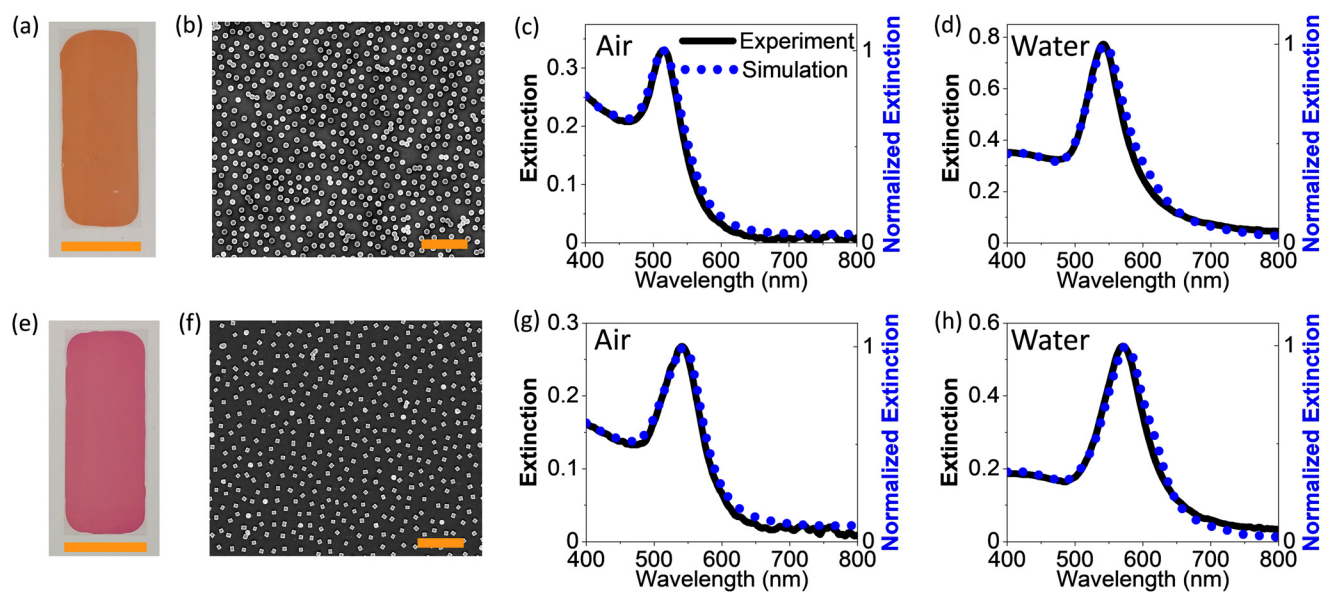 (a)
(b)
(c)
Air
Experiment
Simulation
Extinction
0.3
0.2
0.1
0
400
500
600
700
800
Wavelength (nm)
1
0
Normalized Extinction
(d)
Water
Extinction
0.8
0.6
0.4
0.2
0
400
500
600
700
800
Wavelength (nm)
1
0
Normalized Extinction
(e)
(f)
(g)
Air
Extinction
0.3
0.2
0.1
0
400
500
600
700
800
Wavelength (nm)
1
0
Normalized Extinction
(h)
Water
Extinction
0.6
0.4
0.2
0
400
500
600
700
800
Wavelength (nm)
1
0
Normalized Extinction